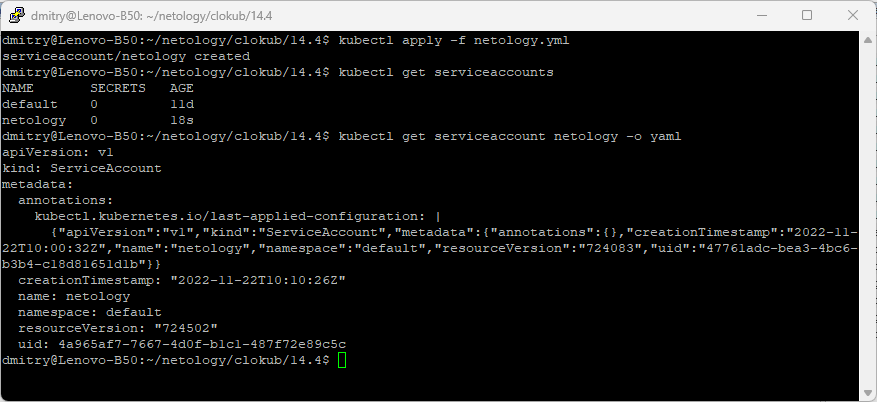 dmitry@Lenovo-B50: ~/netology/clokub/14.4
dmitry@Lenovo-B50:~/netology/clokub/14.4$ kubectl apply -f netology.yml
serviceaccount/netology created
dmitry@Lenovo-B50:~/netology/clokub/14.4$ kubectl get serviceaccounts
NAME       SECRETS   AGE
default    0         11d
netology   0         18s
dmitry@Lenovo-B50:~/netology/clokub/14.4$ kubectl get serviceaccount netology -o yaml
apiVersion: v1
kind: ServiceAccount
metadata:
  annotations:
    kubectl.kubernetes.io/last-applied-configuration: |
      {"apiVersion":"v1","kind":"ServiceAccount","metadata":{"annotations":{},"creationTimestamp":"2022-11-
22T10:00:32Z","name":"netology","namespace":"default","resourceVersion":"724083","uid":"47761adc-bea3-4bc6-
b3b4-c18d81651d1b"}}
  creationTimestamp: "2022-11-22T10:10:26Z"
  name: netology
  namespace: default
  resourceVersion: "724502"
  uid: 4a965af7-7667-4d0f-b1c1-487f72e89c5c
dmitry@Lenovo-B50:~/netology/clokub/14.4$